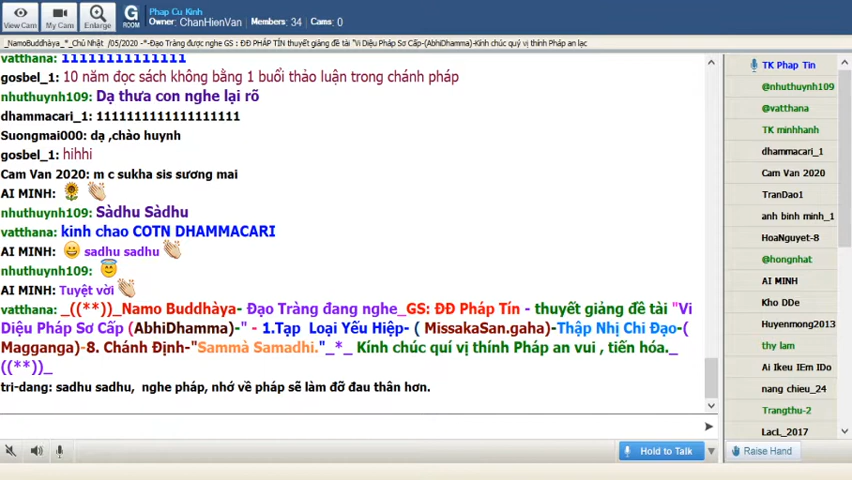 View Cam
My Cam
Enlarge
G
ROOM
Phap Cu Kinh
Owner: ChanHienVan Members: 34 Cams: 0
_NamoBuddhàya_*_Chủ Nhật /05/2020 -*-Đạo Tràng được nghe GS : ĐĐ PHÁP TÍN thuyết giảng đề tài "Vi Diệu Pháp Sơ Cấp-(AbhiDhamma)-Kính chúc quý vị thính Pháp an lạc
vatthana: 1111111111111
gosbel_1: 10 năm đọc sách không bằng 1 buổi thảo luận trong chánh pháp
nhuthuynh109: Dạ thưa con nghe lại rõ
dhammacari_1: 1111111111111111111
Suongmai000: dạ ,chào huynh
gosbel_1: hihhi
Cam Van 2020: m c sukha sis sương mai
AI MINH:
nhuthuynh109: Sàdhu Sàdhu
vatthana: kinh chao COTN DHAMMACARI
AI MINH: sadhu sadhu
nhuthuynh109:
AI MINH: Tuyệt vời
vatthana: _((**))_Namo Buddhàya- Đạo Tràng đang nghe_GS: ĐĐ Pháp Tín - thuyết giảng đề tài "Vi
Diệu Pháp Sơ Cấp (AbhiDhamma)-" - 1.Tạp Loại Yếu Hiệp- ( MissakaSan.gaha)-Thập Nhị Chi Đạo-(
Magganga)-8. Chánh Định-"Sammà Samadhi."_*_ Kính chúc quí vị thính Pháp an vui , tiến hóa._
((**))_
tri-dang: sadhu sadhu, nghe pháp, nhớ về pháp sẽ làm đỡ đau thân hơn.
TK Phap Tin
@nhuthuynh109
@vatthana
TK minhhanh
dhammacari_1
Cam Van 2020
TranDao1
anh binh minh_1
HoaNguyet-8
@hongnhat
AI MINH
Kho DDe
Huyenmong2013
thy lam
Ai Ikeu IEm IDo
nang chieu_24
Trangthu-2
LacL_2017
Hold to Talk
Raise Hand